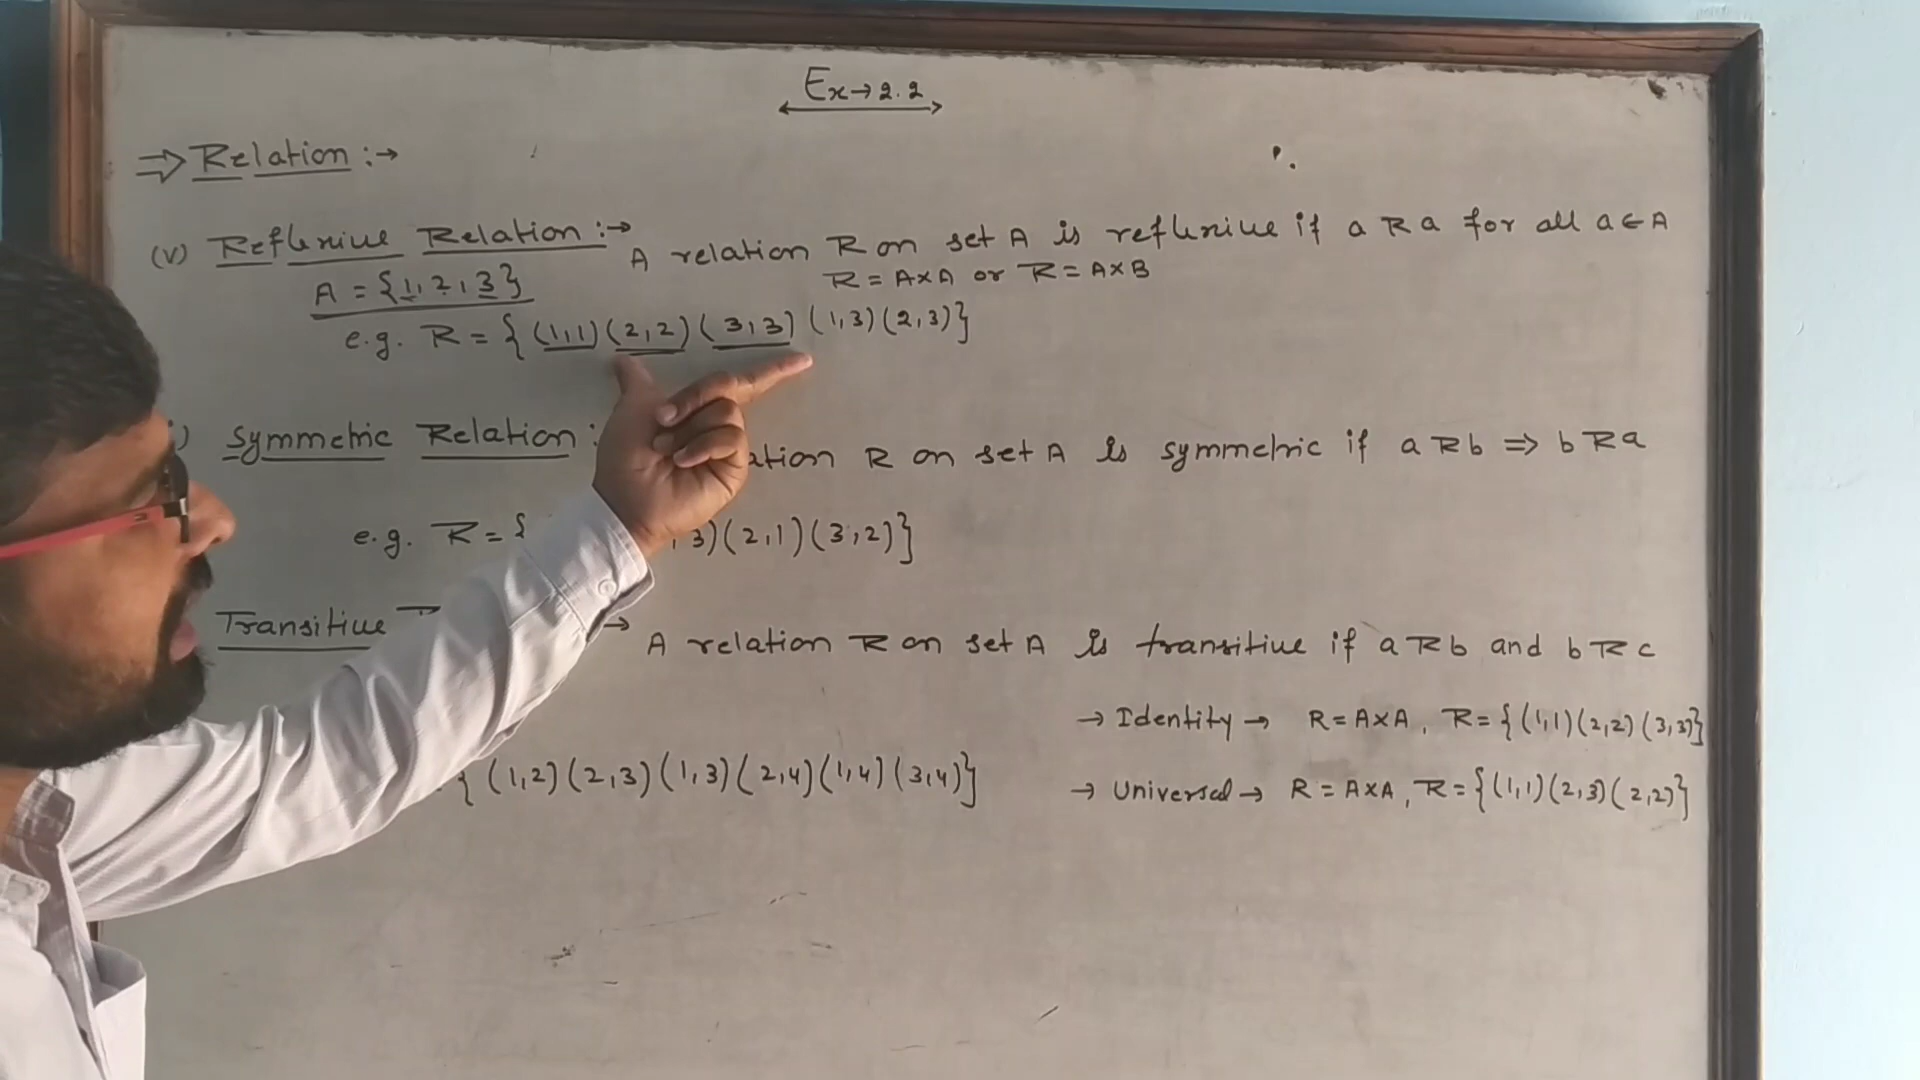 Ex→2.2
⇒ Relation :→
(v) Reflexive Relation :→ A relation R on set A is reflexive if a R a for all a ∈ A
R = A×A or R = A×B
A = {1, 2, 3}
e.g. R = { (1,1) (2,2) (3,3) (1,3) (2,3)}
) Symmetric Relation : ation R on set A is symmetric if a R b ⇒ b R a
e.g. R = { 3) (2,1) (3,2)}
Transitive → A relation R on set A is transitive if a R b and b R c
→ Identity → R = A×A, R = {(1,1) (2,2) (3,3)}
{ (1,2) (2,3) (1,3) (2,4) (1,4) (3,4)}
→ Universal → R = A×A, R = {(1,1) (2,3) (2,2)}